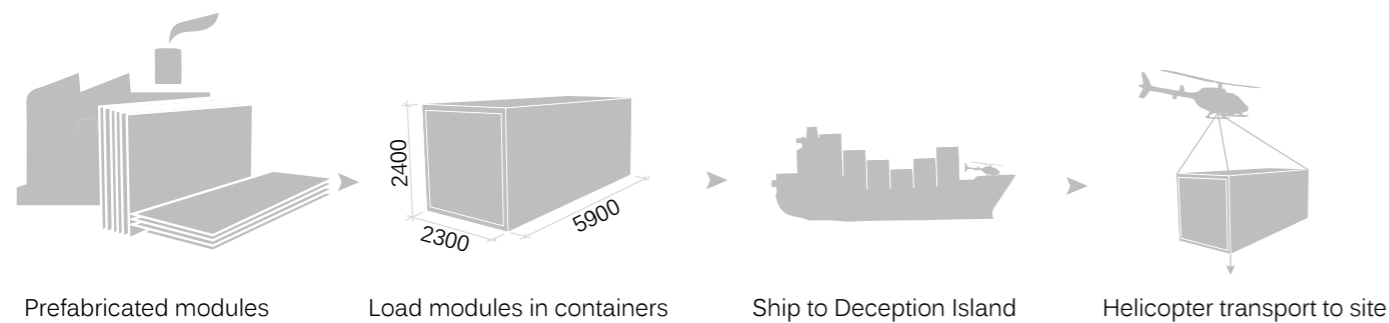 2400
2300
5900
Prefabricated modules
Load modules in containers
Ship to Deception Island
Helicopter transport to site